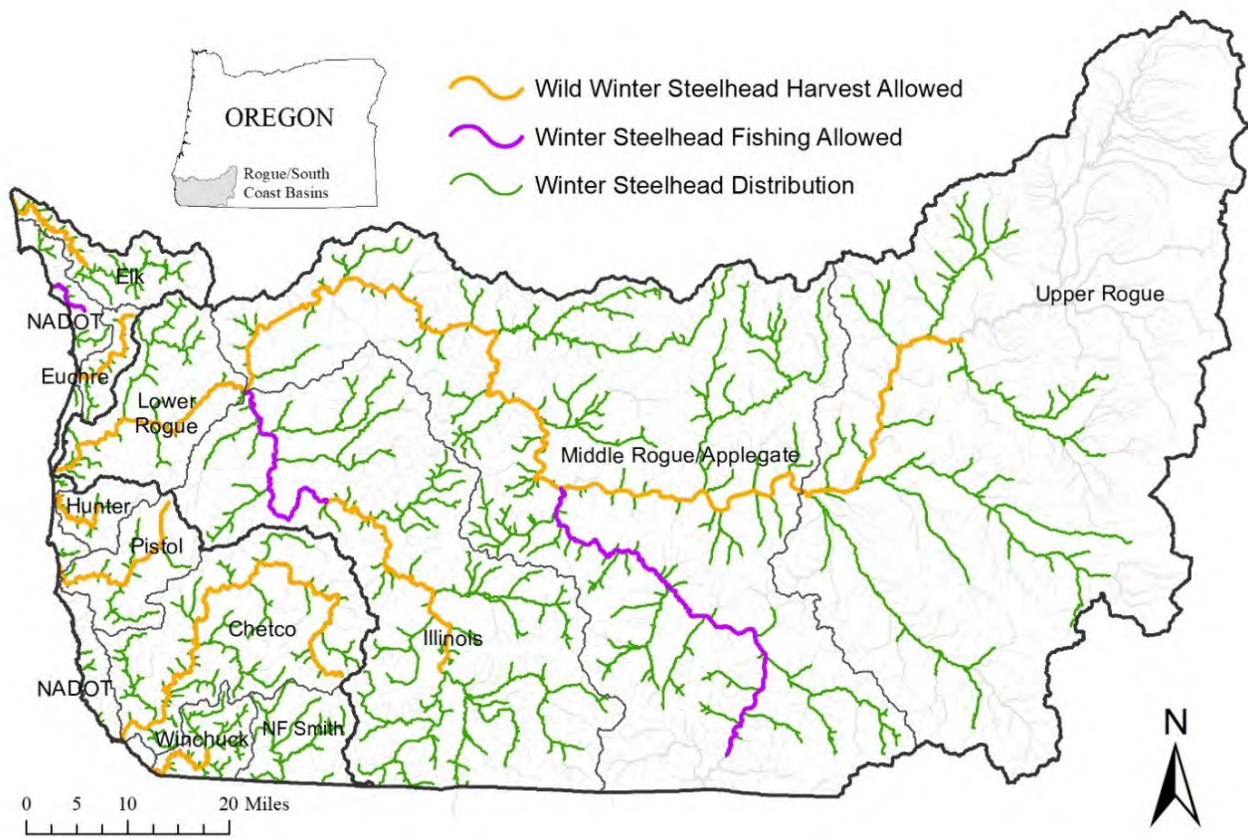 OREGON
Rogue/South
Coast Basins
Wild Winter Steelhead Harvest Allowed
Winter Steelhead Fishing Allowed
Winter Steelhead Distribution
Elk
Upper Rogue
NADOT
Euchre
Lower
Rogue
Middle Rogue/Applegate
Hunter
Pistol
Chetco
Illinois
NADOT
NF Smith
Winchuck
N
0 5 10 20 Miles